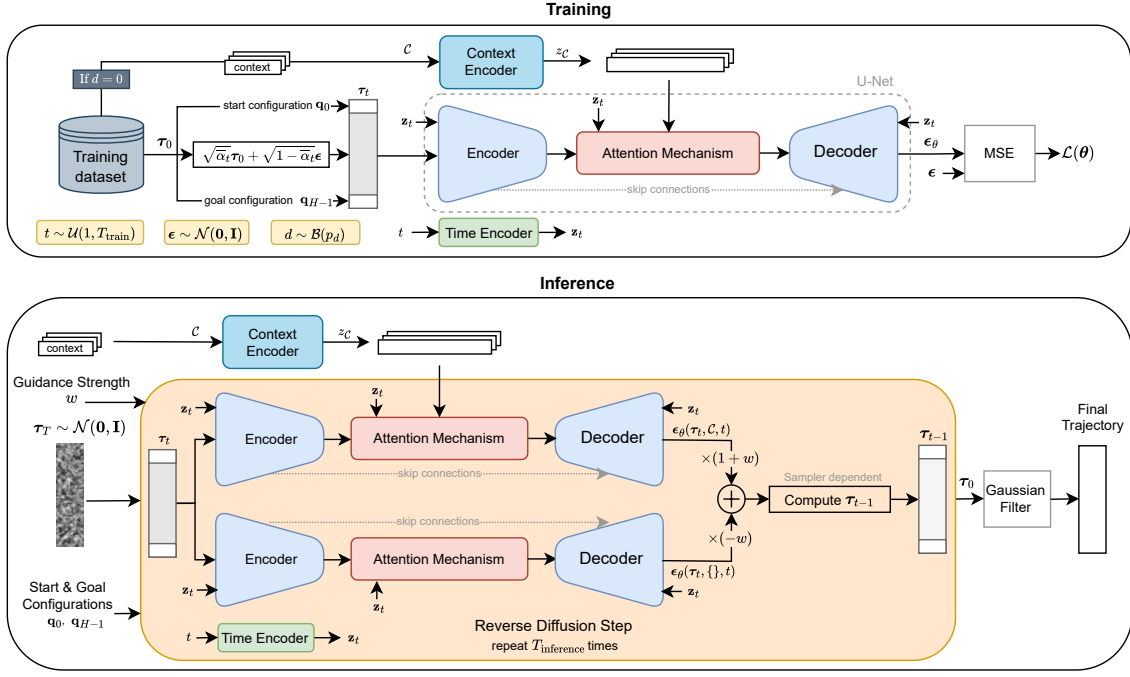 Training
If d = 0
context
𝒞
Context
Encoder
z_𝒞
U-Net
Training
dataset
τ_0
start configuration q_0
√ᾱ_t τ_0 + √(1 − ᾱ_t) ϵ
goal configuration q_{H−1}
τ_t
z_t
Encoder
z_t
Attention Mechanism
Decoder
z_t
skip connections
ϵ_θ
ϵ
MSE
ℒ(θ)
t ∼ 𝒰(1, T_train)
ϵ ∼ 𝒩(0, I)
d ∼ ℬ(p_d)
t
Time Encoder
z_t
Inference
context
𝒞
Context
Encoder
z_𝒞
Guidance Strength
w
τ_T ∼ 𝒩(0, I)
Start & Goal
Configurations
q_0, q_{H−1}
τ_t
z_t
Encoder
z_t
Attention Mechanism
Decoder
z_t
skip connections
ϵ_θ(τ_t, 𝒞, t)
×(1 + w)
skip connections
Encoder
z_t
Attention Mechanism
z_t
Decoder
z_t
×(−w)
ϵ_θ(τ_t, {}, t)
Sampler dependent
Compute τ_{t−1}
τ_{t−1}
τ_0
Gaussian
Filter
Final
Trajectory
t
Time Encoder
z_t
Reverse Diffusion Step
repeat T_inference times